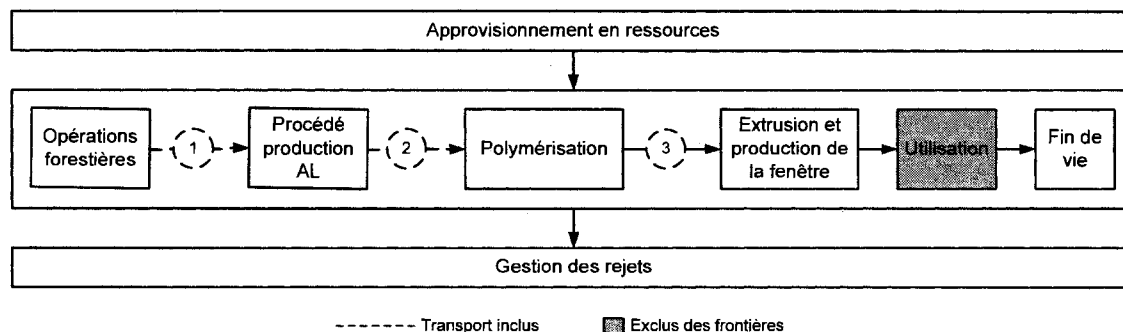 Approvisionnement en ressources
Opérations
forestières
1
Procédé
production
AL
2
Polymérisation
3
Extrusion et
production de
la fenêtre
Utilisation
Fin de
vie
Gestion des rejets
Transport inclus
Exclus des frontières